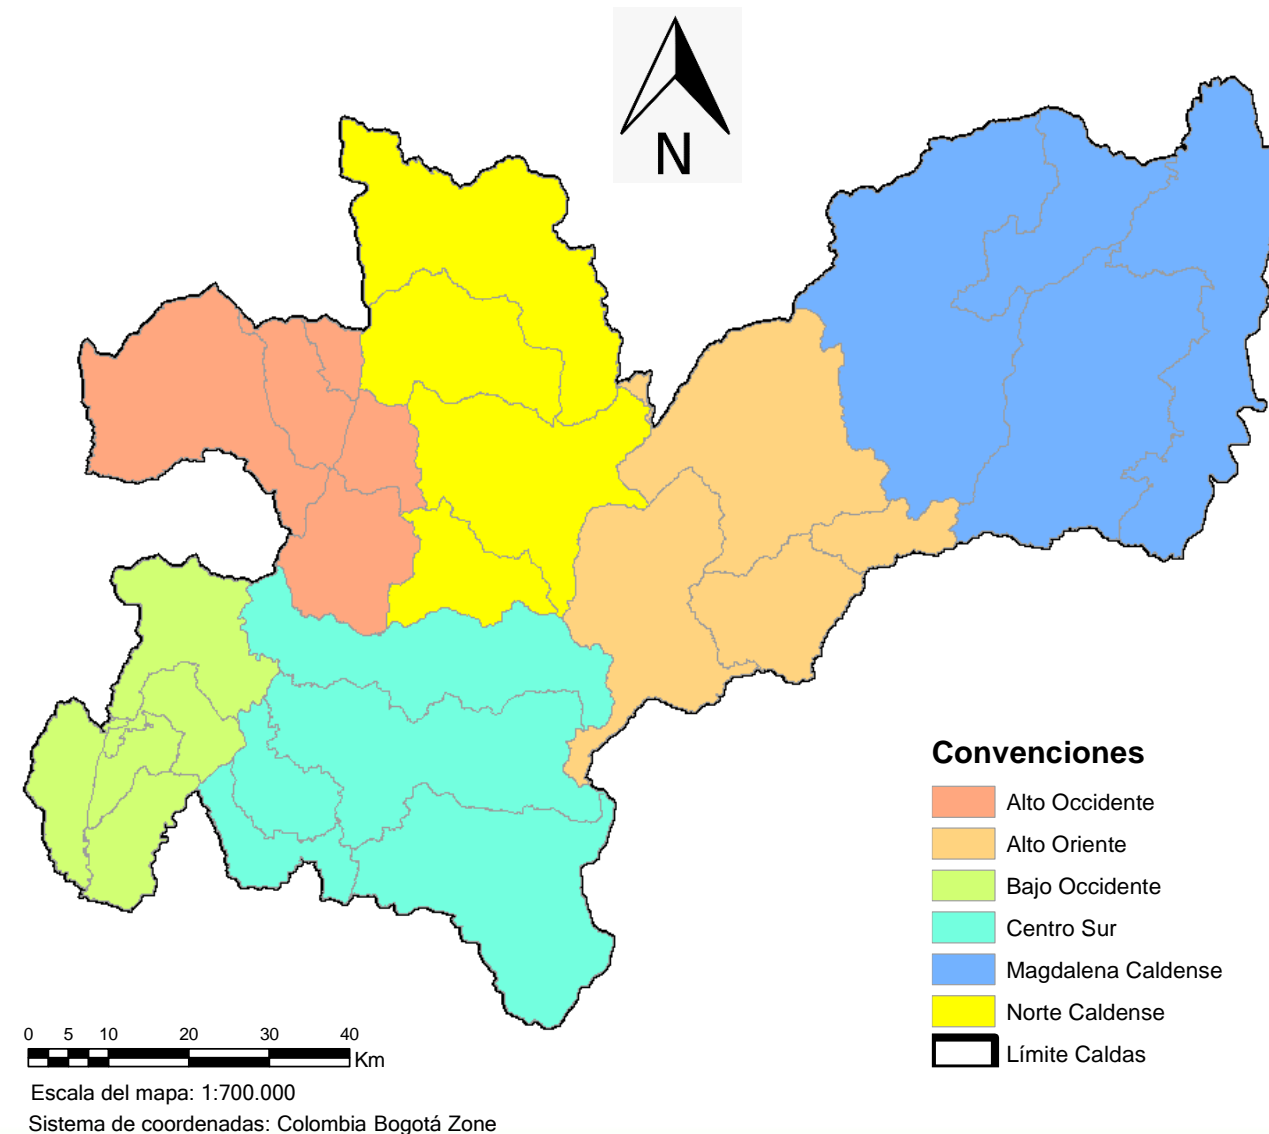 N
Convenciones
Alto Occidente
Alto Oriente
Bajo Occidente
Centro Sur
Magdalena Caldense
Norte Caldense
Límite Caldas
0 5 10 20 30 40
Km
Escala del mapa: 1:700.000
Sistema de coordenadas: Colombia Bogotá Zone